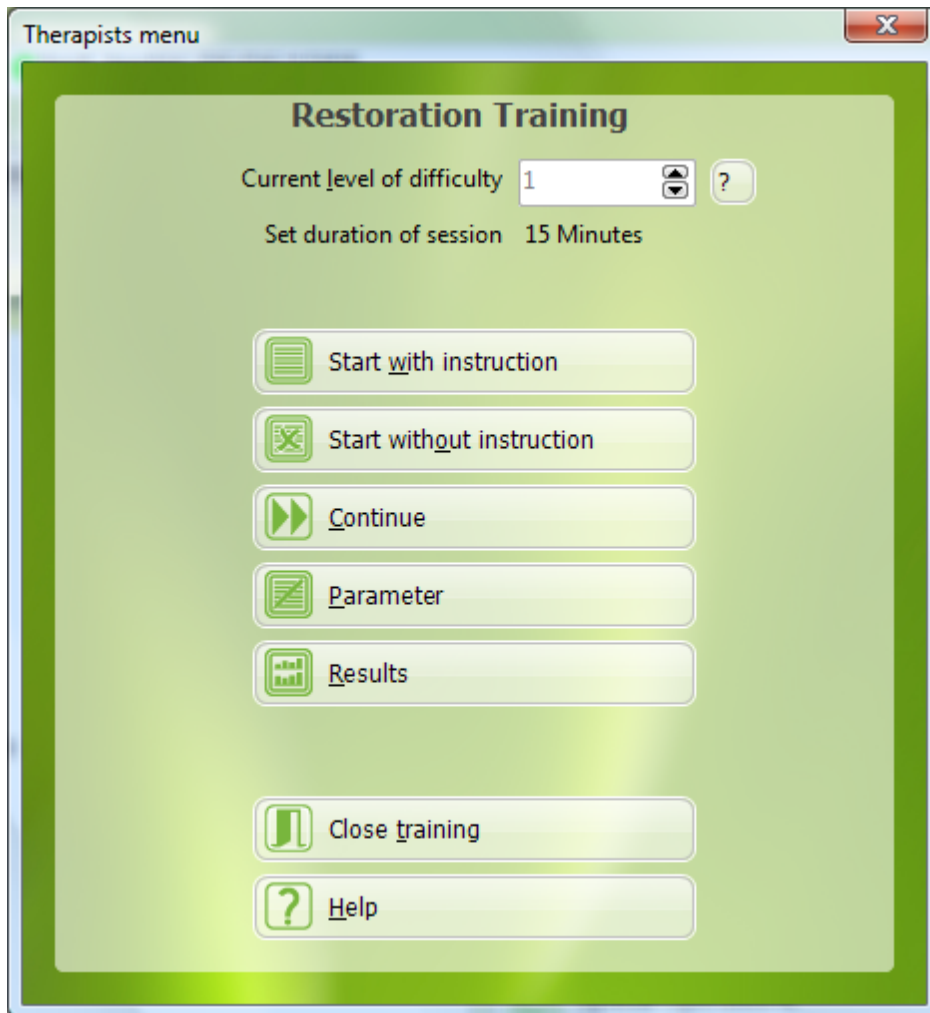 Therapists menu
Restoration Training
Current level of difficulty 1 ?
Set duration of session 15 Minutes
Start with instruction
Start without instruction
Continue
Parameter
Results
Close training
? Help